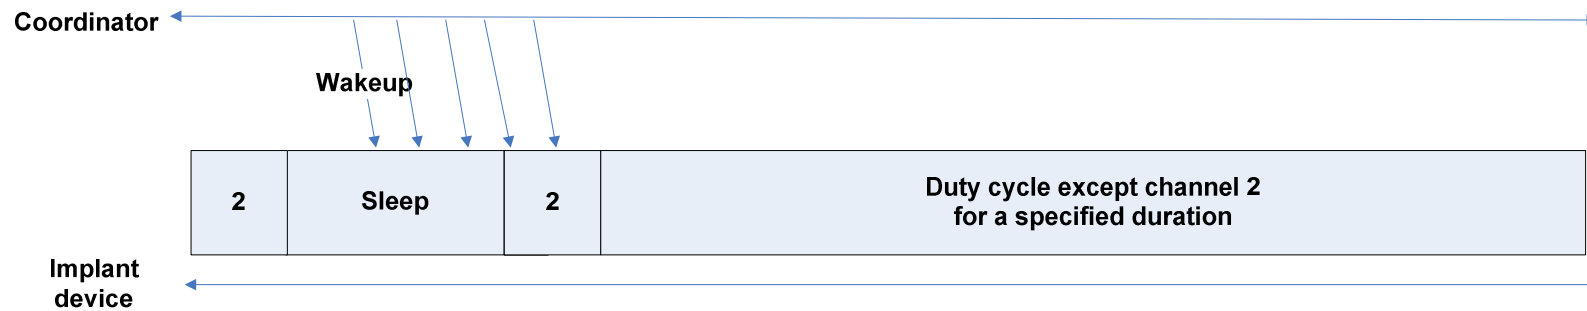 Coordinator
Wakeup
2
Sleep
2
Duty cycle except channel 2
for a specified duration
Implant
device